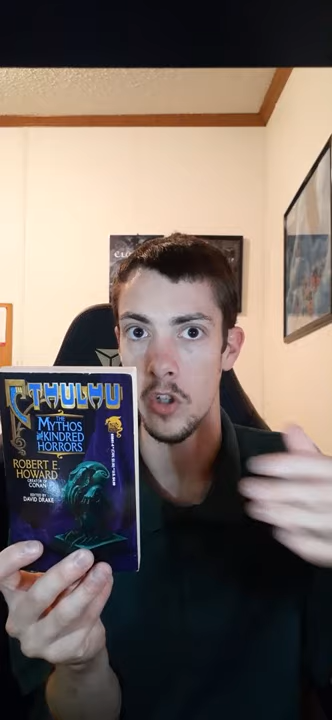 CTHULHU
THE
MYTHOS
AND KINDRED
HORRORS
ROBERT E.
HOWARD
CREATOR OF
CONAN
EDITED BY
DAVID DRAKE